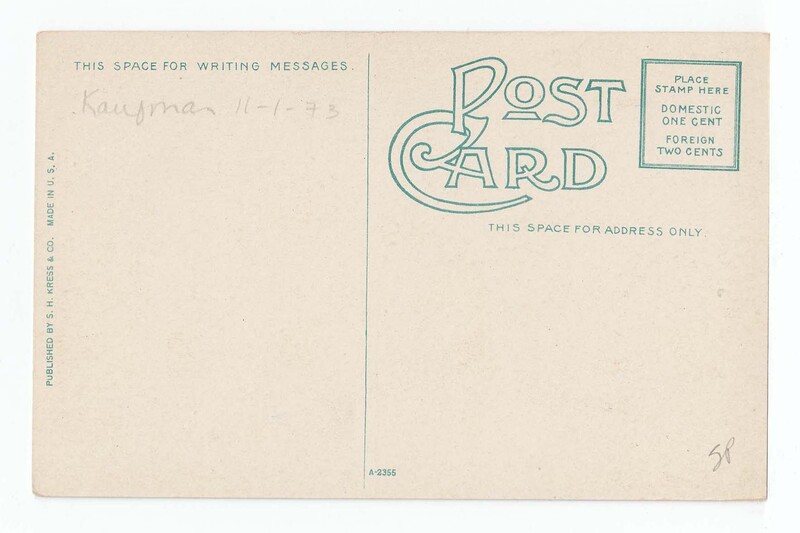 THIS SPACE FOR WRITING MESSAGES.
Kaufman 11-1-73
POST CARD
PLACE
STAMP HERE
DOMESTIC
ONE CENT
FOREIGN
TWO CENTS
THIS SPACE FOR ADDRESS ONLY.
PUBLISHED BY S. H. KRESS & CO. MADE IN U. S. A.
A-2355